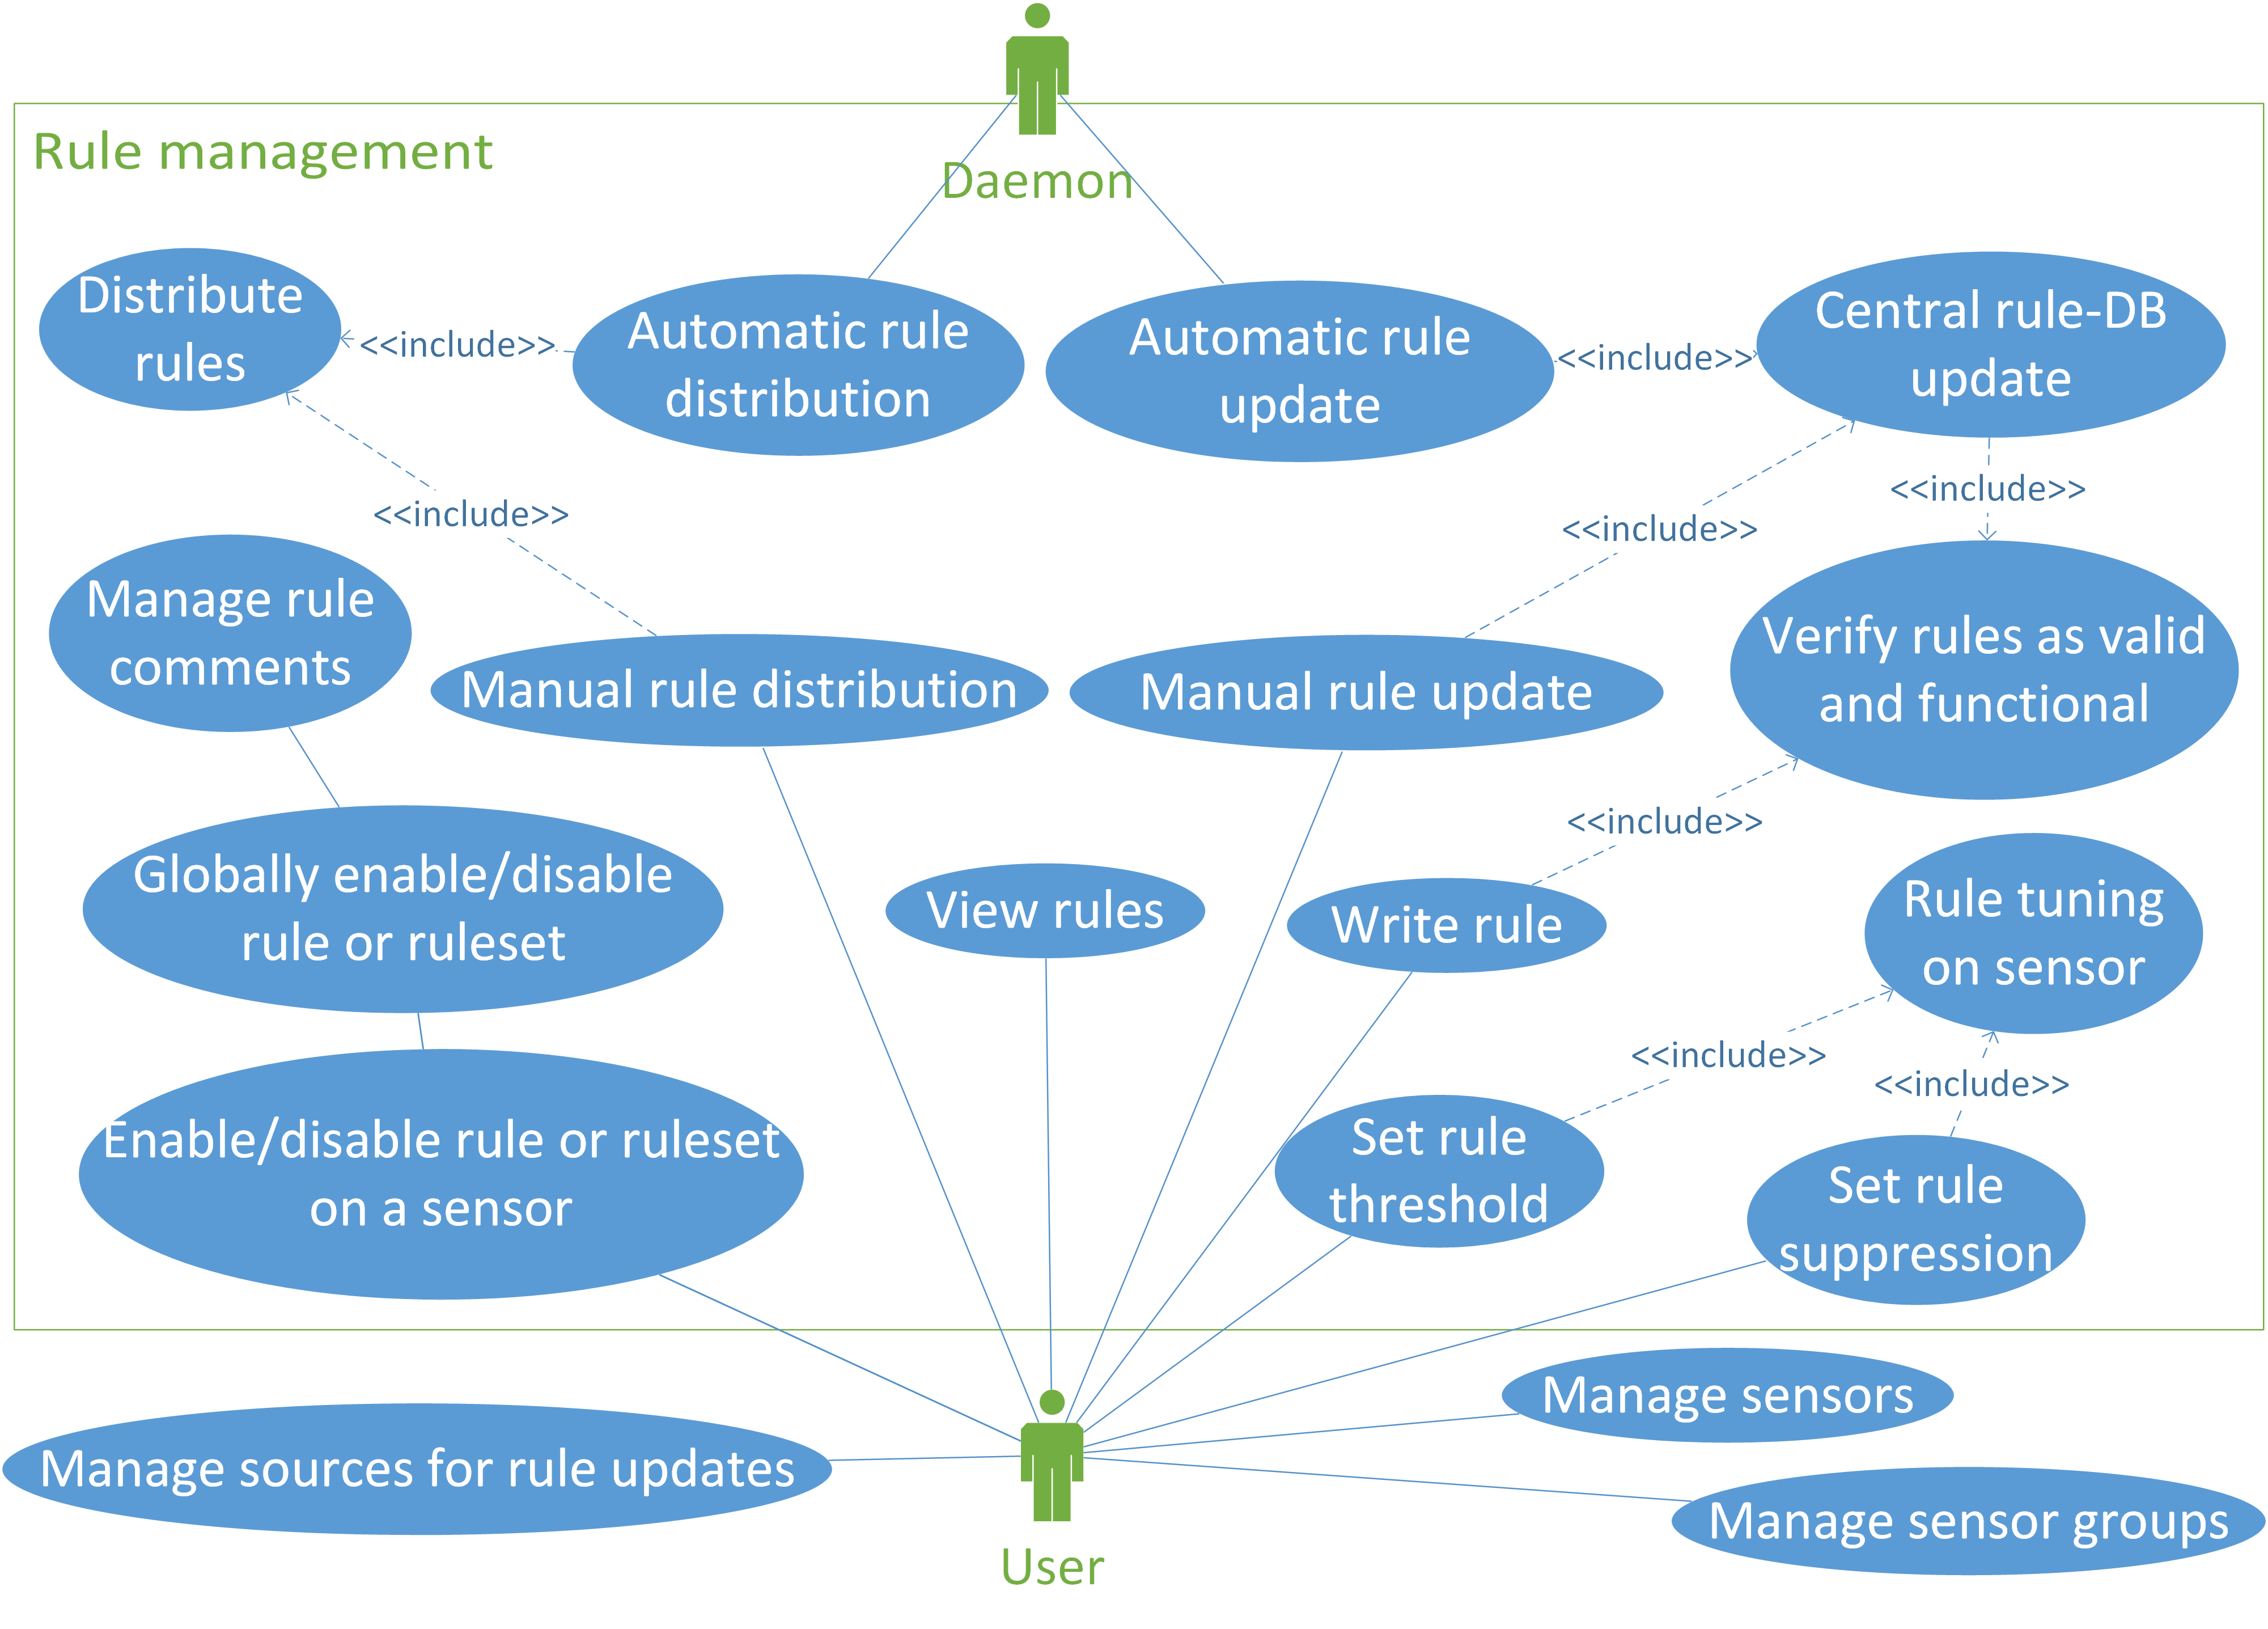 Rule management
Daemon
Distribute
rules
<<include>>
Automatic rule
distribution
Automatic rule
update
<<include>>
Central rule-DB
update
<<include>>
<<include>>
<<include>>
Manage rule
comments
Manual rule distribution
Manual rule update
Verify rules as valid
and functional
<<include>>
Globally enable/disable
rule or ruleset
View rules
Write rule
Rule tuning
on sensor
<<include>>
<<include>>
Enable/disable rule or ruleset
on a sensor
Set rule
threshold
Set rule
suppression
Manage sensors
Manage sources for rule updates
Manage sensor groups
User